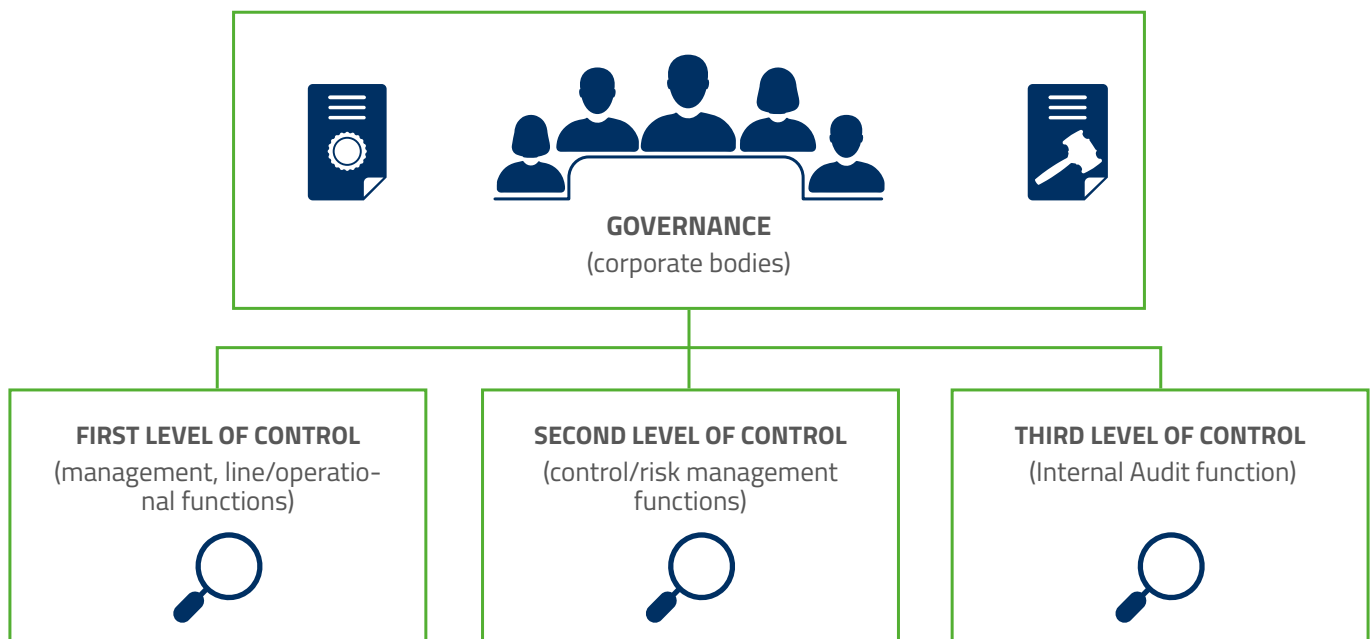 GOVERNANCE
(corporate bodies)
FIRST LEVEL OF CONTROL
(management, line/operatio-
nal functions)
SECOND LEVEL OF CONTROL
(control/risk management
functions)
THIRD LEVEL OF CONTROL
(Internal Audit function)